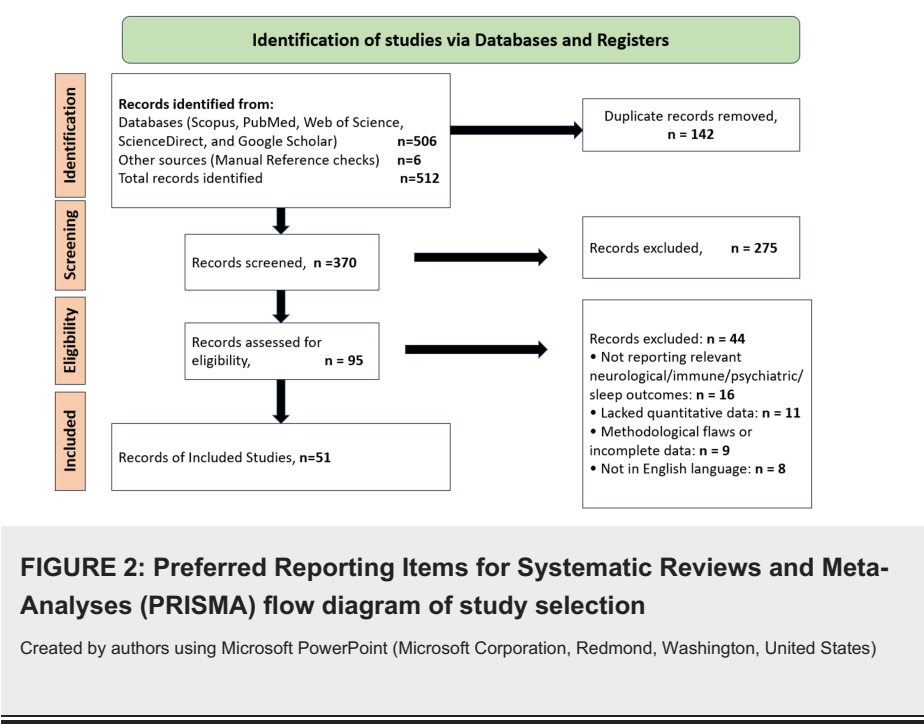 Identification of studies via Databases and Registers
Identification
Records identified from:
Databases (Scopus, PubMed, Web of Science,
ScienceDirect, and Google Scholar) n=506
Other sources (Manual Reference checks) n=6
Total records identified n=512
Duplicate records removed,
n = 142
Screening
Records screened, n =370
Records excluded, n = 275
Eligibility
Records assessed for
eligibility, n = 95
Records excluded: n = 44
• Not reporting relevant
neurological/immune/psychiatric/
sleep outcomes: n = 16
• Lacked quantitative data: n = 11
• Methodological flaws or
incomplete data: n = 9
• Not in English language: n = 8
Included
Records of Included Studies, n=51
FIGURE 2: Preferred Reporting Items for Systematic Reviews and Meta-
Analyses (PRISMA) flow diagram of study selection
Created by authors using Microsoft PowerPoint (Microsoft Corporation, Redmond, Washington, United States)